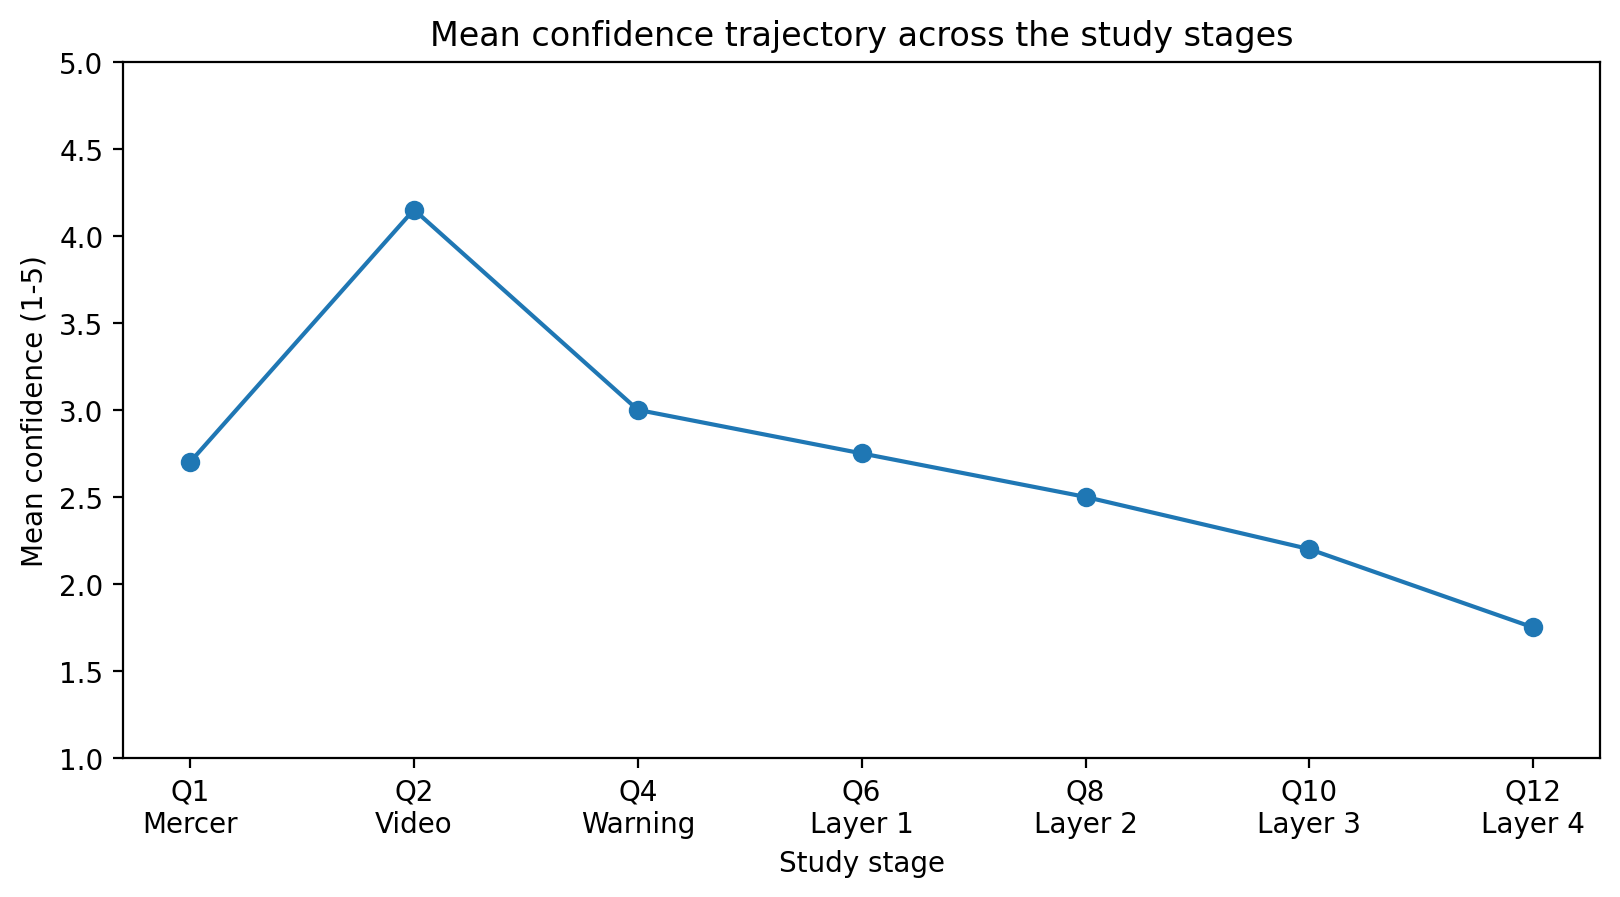 Mean confidence trajectory across the study stages
Mean confidence (1-5)
5.0
4.5
4.0
3.5
3.0
2.5
2.0
1.5
1.0
Q1
Mercer
Q2
Video
Q4
Warning
Q6
Layer 1
Q8
Layer 2
Q10
Layer 3
Q12
Layer 4
Study stage